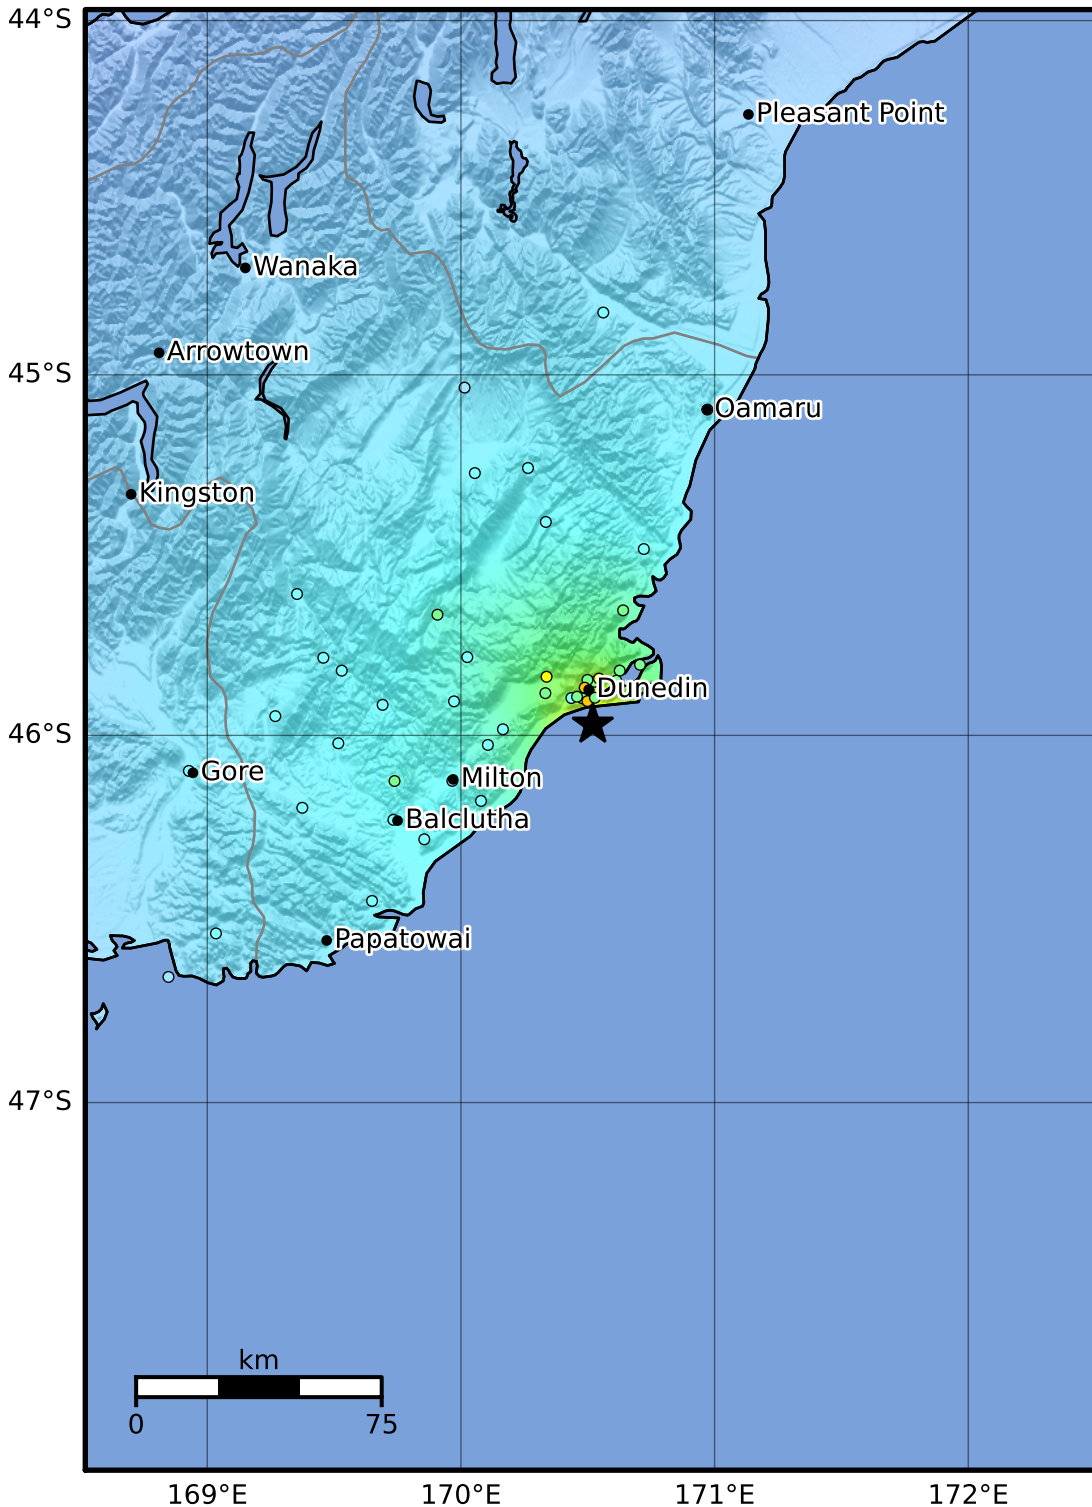 44°S
Pleasant Point
Wanaka
Arrowtown
45°S
Oamaru
Kingston
Dunedin
46°S
Gore
Milton
Balclutha
Papatowai
47°S
km
0 75
169°E 170°E 171°E 172°E